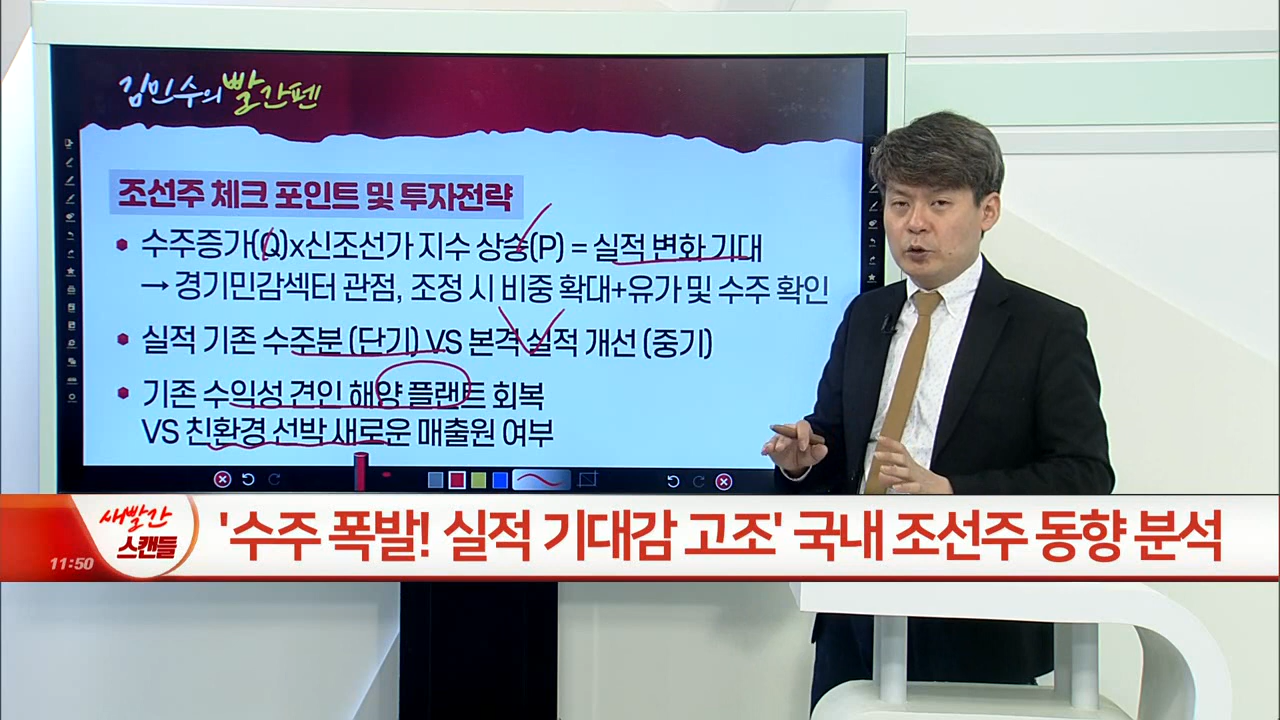 김민수의 빨간펜
조선주 체크 포인트 및 투자전략
수주증가(Q)x신조선가 지수 상승(P) = 실적 변화 기대
→ 경기민감섹터 관점, 조정 시 비중 확대+유가 및 수주 확인
실적 기존 수주분 (단기) VS 본격 실적 개선 (중기)
기존 수익성 견인 해양 플랜트 회복
VS 친환경 선박 새로운 매출원 여부
새빨간
스캔들
11:50
'수주 폭발! 실적 기대감 고조' 국내 조선주 동향 분석